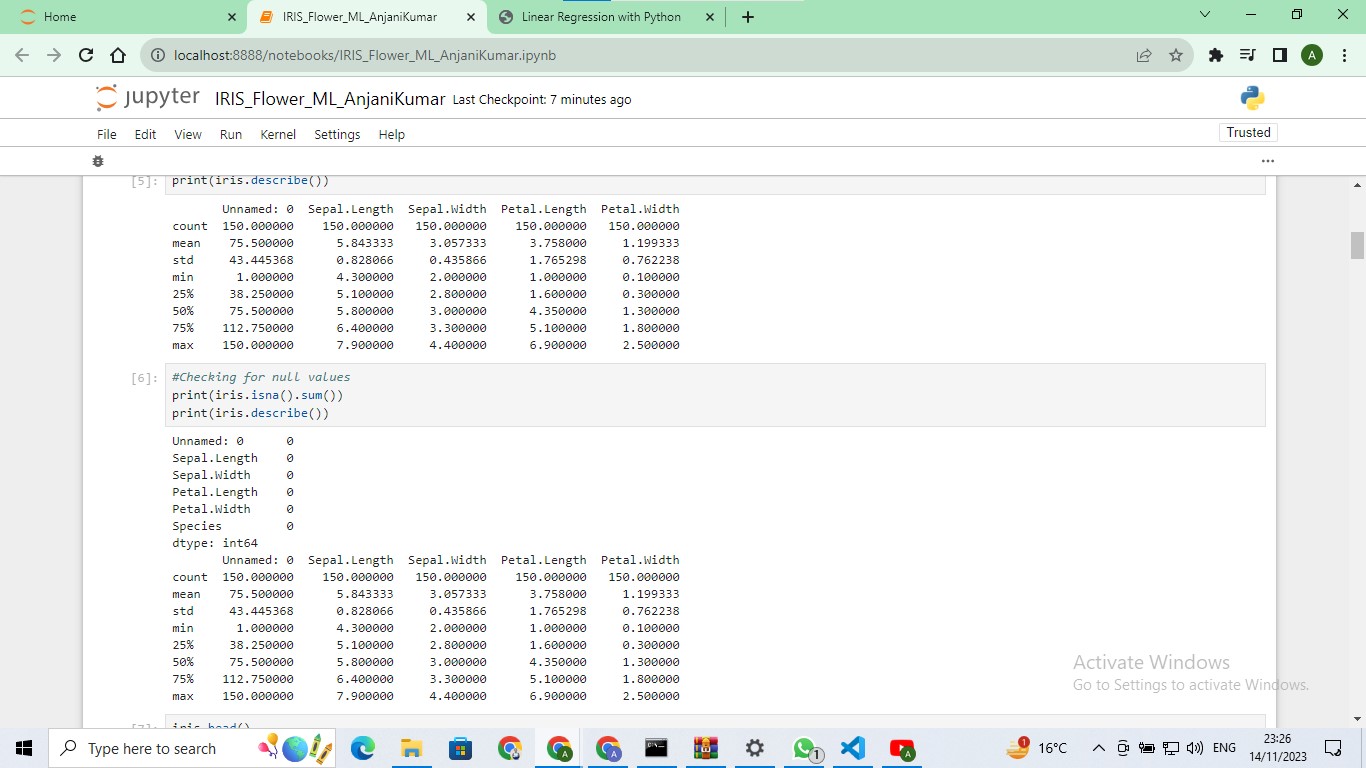 Home
IRIS_Flower_ML_AnjaniKumar
Linear Regression with Python
localhost:8888/notebooks/IRIS_Flower_ML_AnjaniKumar.ipynb
A
jupyter IRIS_Flower_ML_AnjaniKumar Last Checkpoint: 7 minutes ago
File Edit View Run Kernel Settings Help
Trusted
[5]: print(iris.describe())
Unnamed: 0 Sepal.Length Sepal.Width Petal.Length Petal.Width
count 150.000000 150.000000 150.000000 150.000000 150.000000
mean 75.500000 5.843333 3.057333 3.758000 1.199333
std 43.445368 0.828066 0.435866 1.765298 0.762238
min 1.000000 4.300000 2.000000 1.000000 0.100000
25% 38.250000 5.100000 2.800000 1.600000 0.300000
50% 75.500000 5.800000 3.000000 4.350000 1.300000
75% 112.750000 6.400000 3.300000 5.100000 1.800000
max 150.000000 7.900000 4.400000 6.900000 2.500000
[6]: #Checking for null values
print(iris.isna().sum())
print(iris.describe())
Unnamed: 0 0
Sepal.Length 0
Sepal.Width 0
Petal.Length 0
Petal.Width 0
Species 0
dtype: int64
Unnamed: 0 Sepal.Length Sepal.Width Petal.Length Petal.Width
count 150.000000 150.000000 150.000000 150.000000 150.000000
mean 75.500000 5.843333 3.057333 3.758000 1.199333
std 43.445368 0.828066 0.435866 1.765298 0.762238
min 1.000000 4.300000 2.000000 1.000000 0.100000
25% 38.250000 5.100000 2.800000 1.600000 0.300000
50% 75.500000 5.800000 3.000000 4.350000 1.300000
75% 112.750000 6.400000 3.300000 5.100000 1.800000
max 150.000000 7.900000 4.400000 6.900000 2.500000
Activate Windows
Go to Settings to activate Windows.
[7]: iris.head()
Type here to search
1
1
16°C
ENG
23:26
14/11/2023